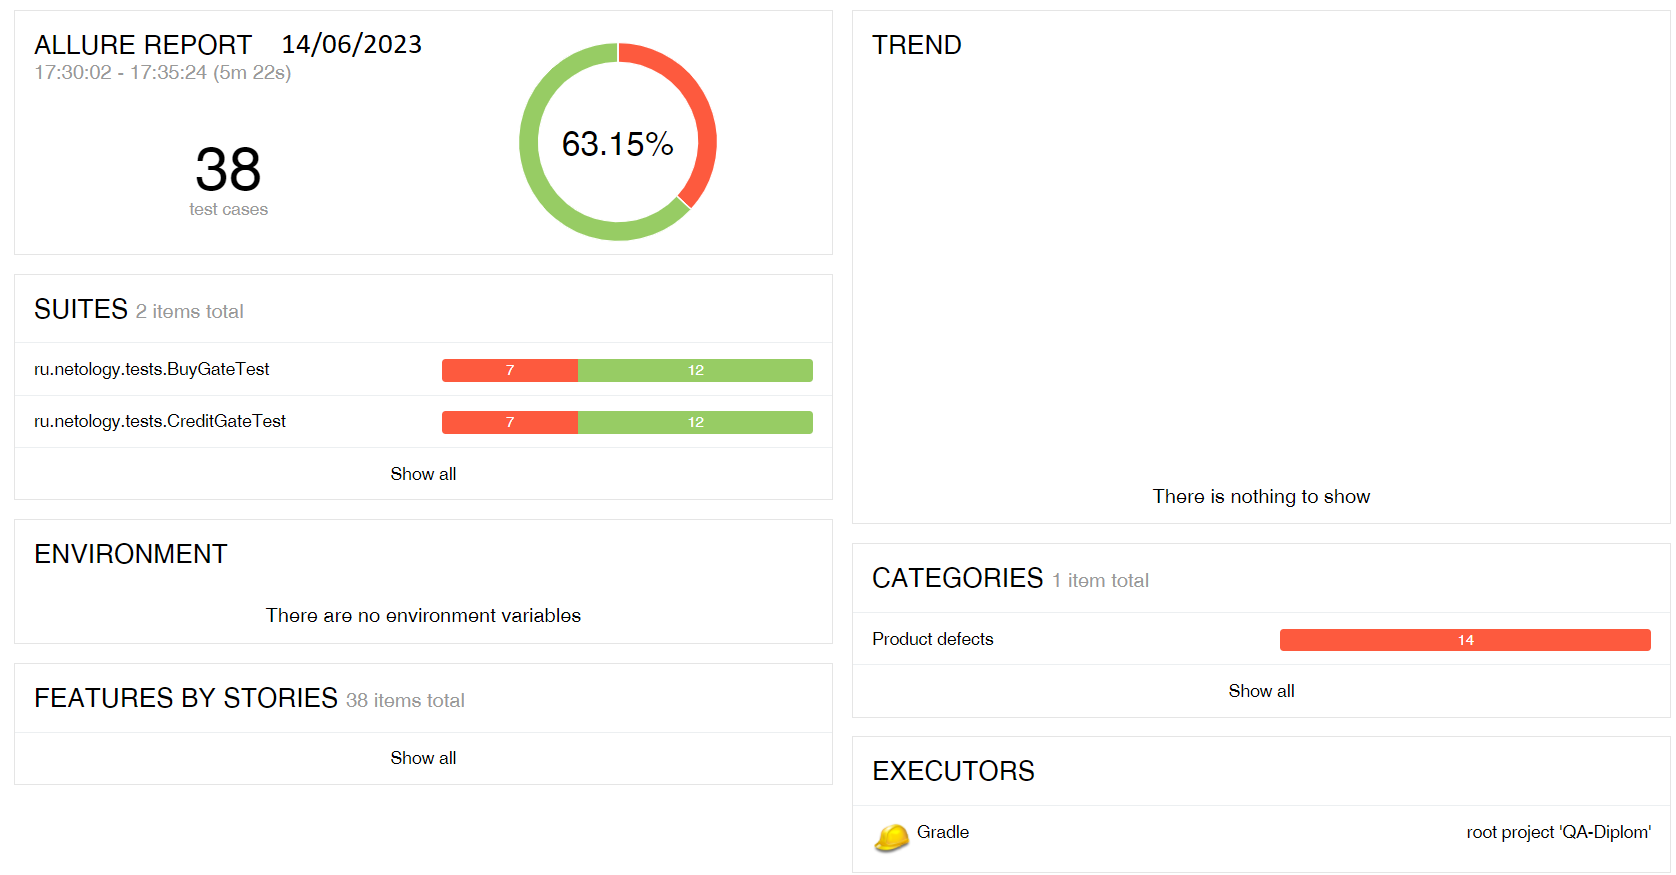 ALLURE REPORT 14/06/2023
17:30:02 - 17:35:24 (5m 22s)
38
test cases
63.15%
SUITES 2 items total
ru.netology.tests.BuyGateTest 7 12
ru.netology.tests.CreditGateTest 7 12
Show all
ENVIRONMENT
There are no environment variables
FEATURES BY STORIES 38 items total
Show all
TREND
There is nothing to show
CATEGORIES 1 item total
Product defects 14
Show all
EXECUTORS
Gradle root project 'QA-Diplom'